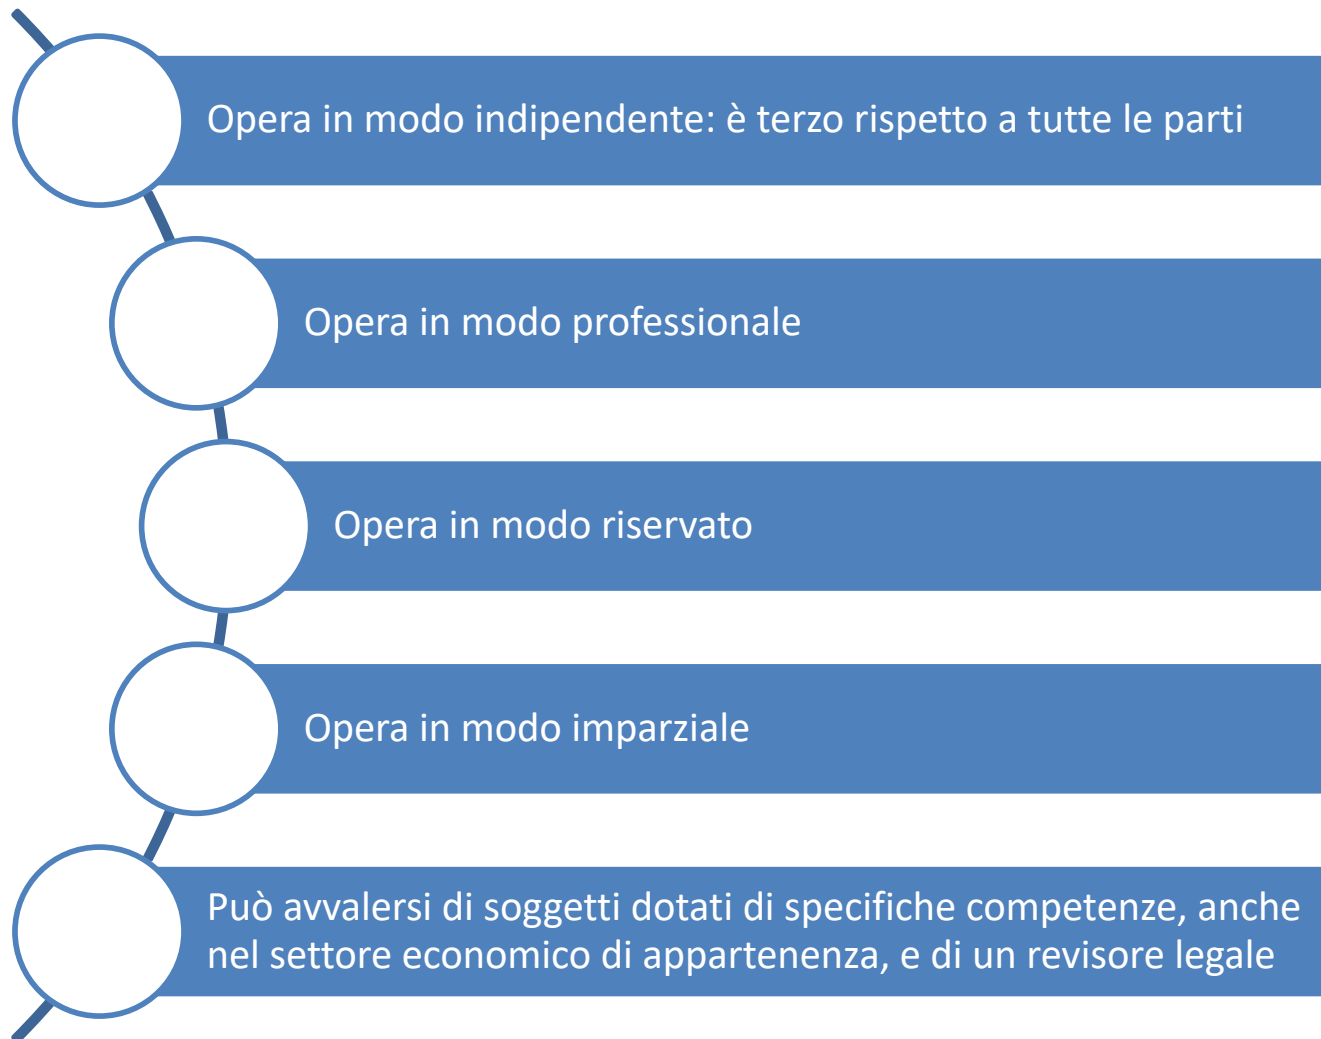 Opera in modo indipendente: è terzo rispetto a tutte le parti
Opera in modo professionale
Opera in modo riservato
Opera in modo imparziale
Può avvalersi di soggetti dotati di specifiche competenze, anche
nel settore economico di appartenenza, e di un revisore legale